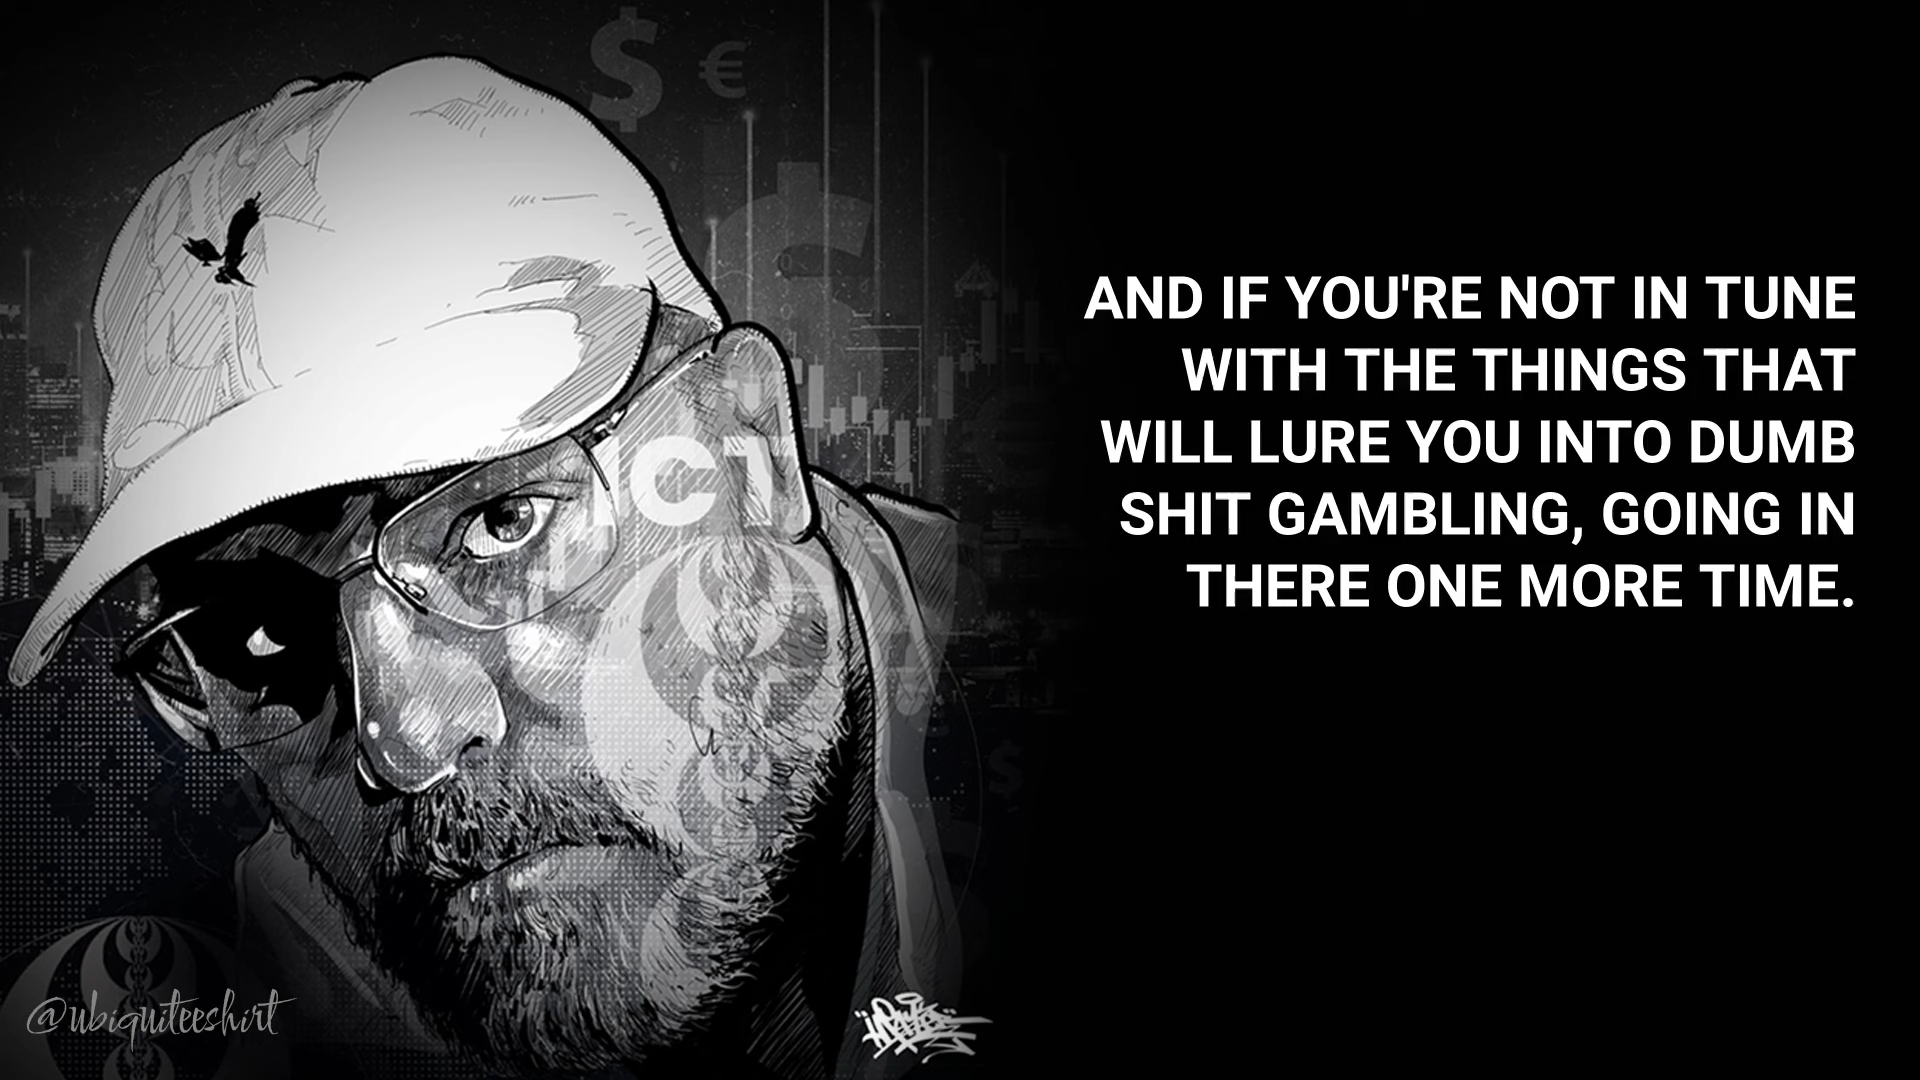 $ €
$
ICT
AND IF YOU'RE NOT IN TUNE
WITH THE THINGS THAT
WILL LURE YOU INTO DUMB
SHIT GAMBLING, GOING IN
THERE ONE MORE TIME.
@ubiquiteeshirt